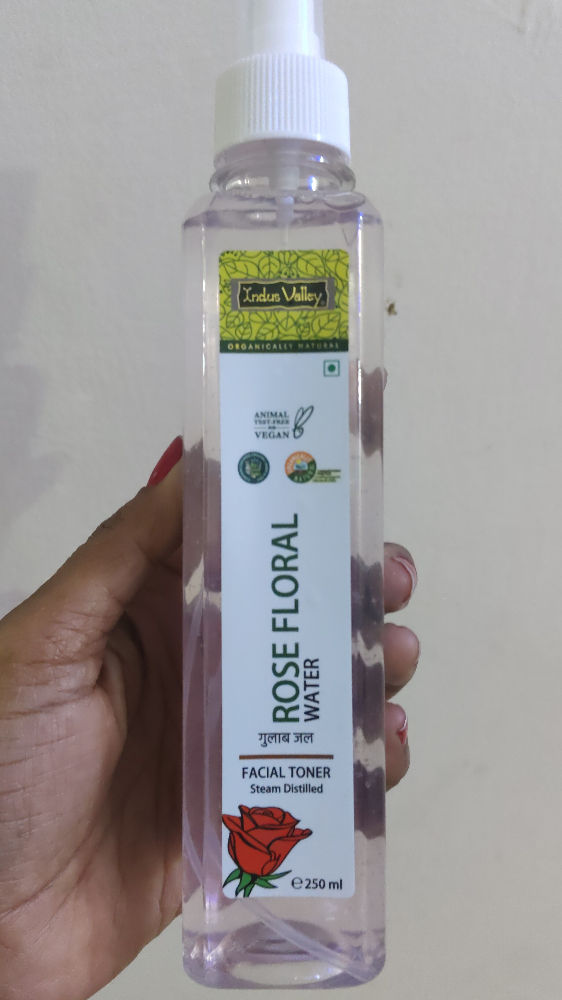 Indus Valley
ORGANICALLY NATURAL
ANIMAL
TEST-FREE
VEGAN
ROSE FLORAL
WATER
गुलाब जल
FACIAL TONER
Steam Distilled
℮250 ml